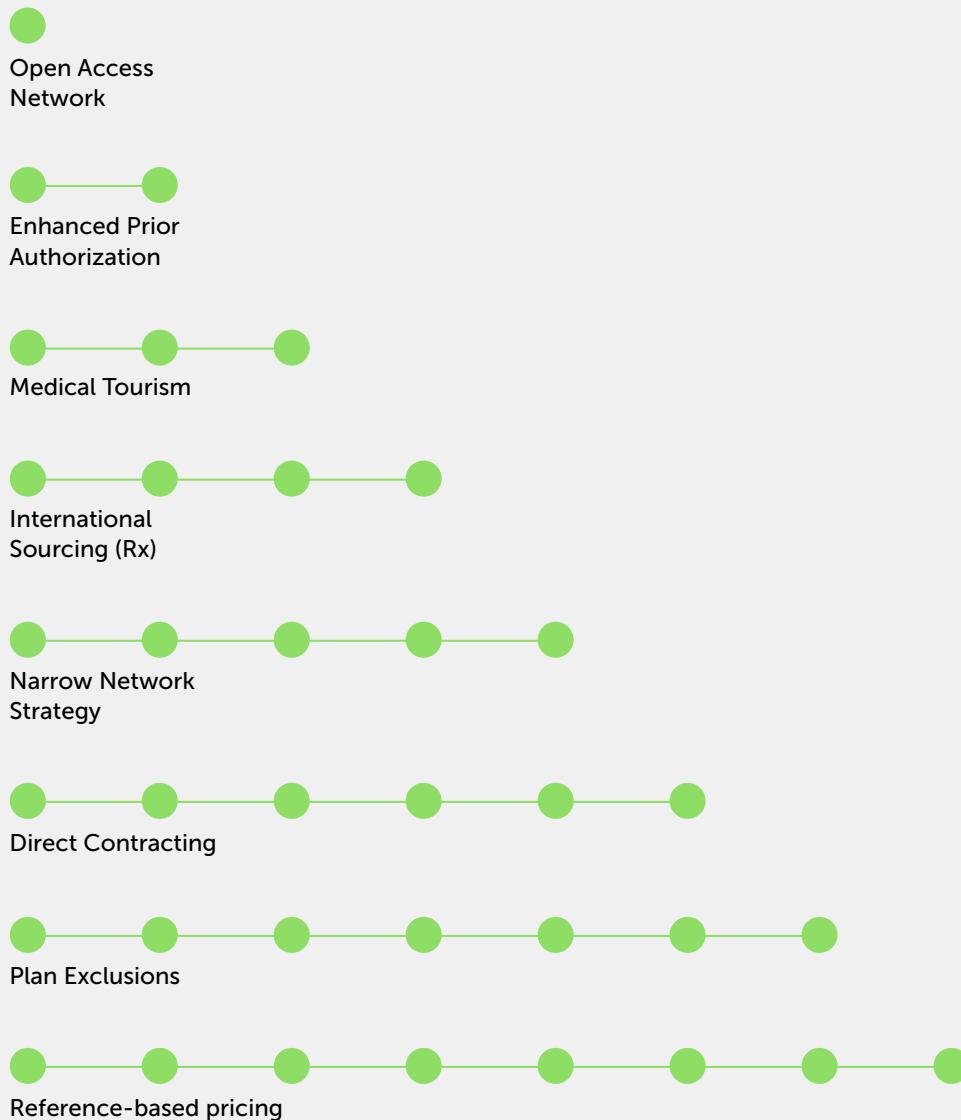 Open Access
Network
Enhanced Prior
Authorization
Medical Tourism
International
Sourcing (Rx)
Narrow Network
Strategy
Direct Contracting
Plan Exclusions
Reference-based pricing